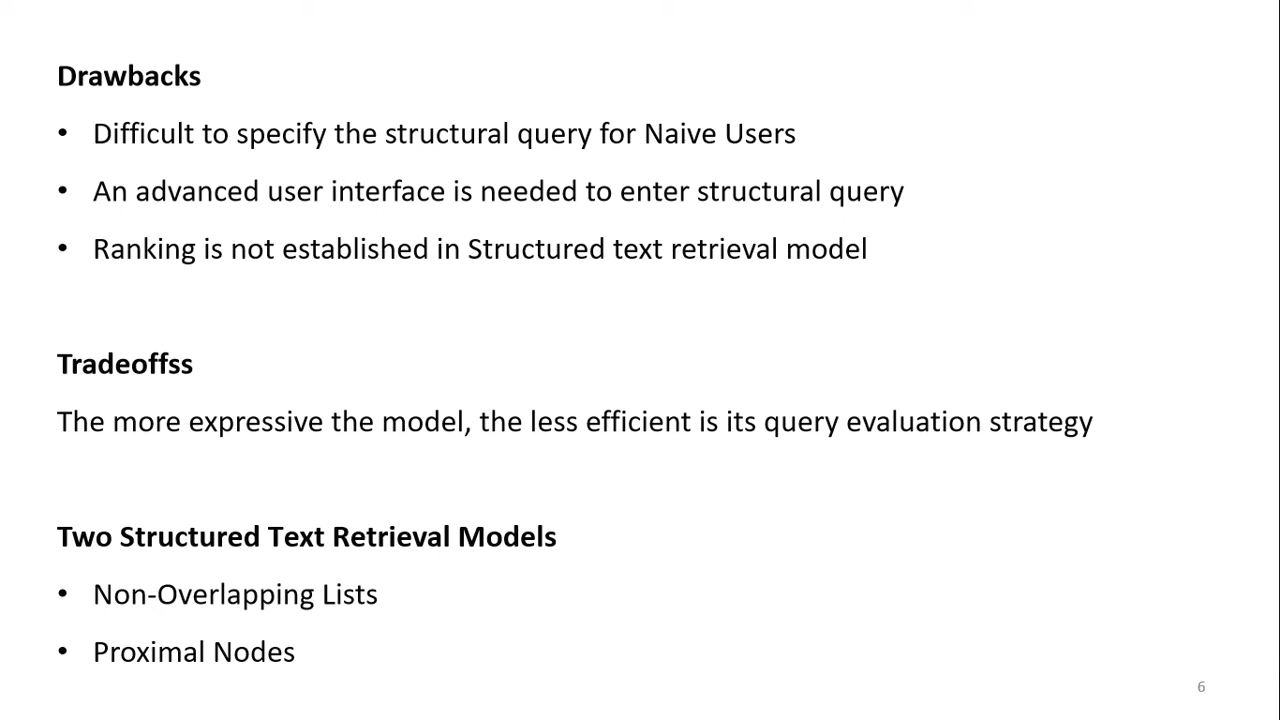 Drawbacks
• Difficult to specify the structural query for Naive Users
• An advanced user interface is needed to enter structural query
• Ranking is not established in Structured text retrieval model
Tradeoffss
The more expressive the model, the less efficient is its query evaluation strategy
Two Structured Text Retrieval Models
• Non-Overlapping Lists
• Proximal Nodes
6